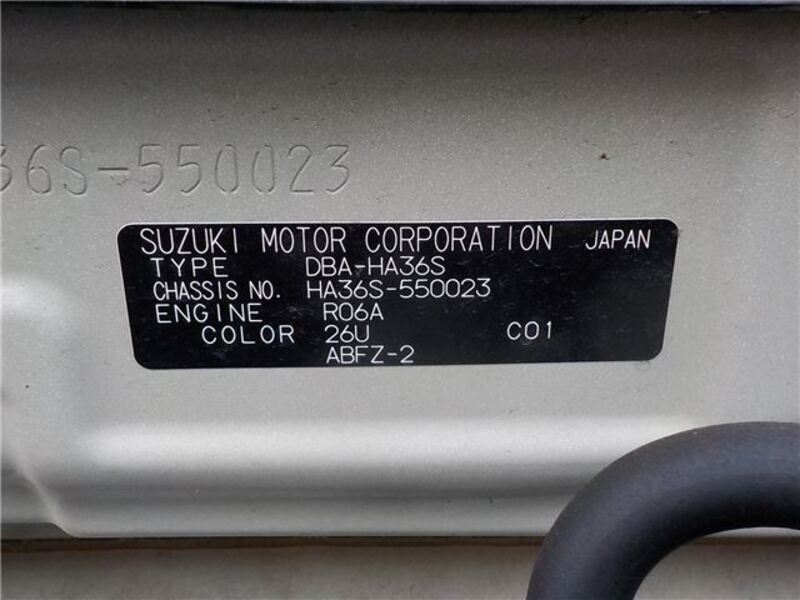 36S-550023
SUZUKI MOTOR CORPORATION JAPAN
TYPE DBA-HA36S
CHASSIS NO. HA36S-550023
ENGINE R06A
COLOR 26U C01
ABFZ-2